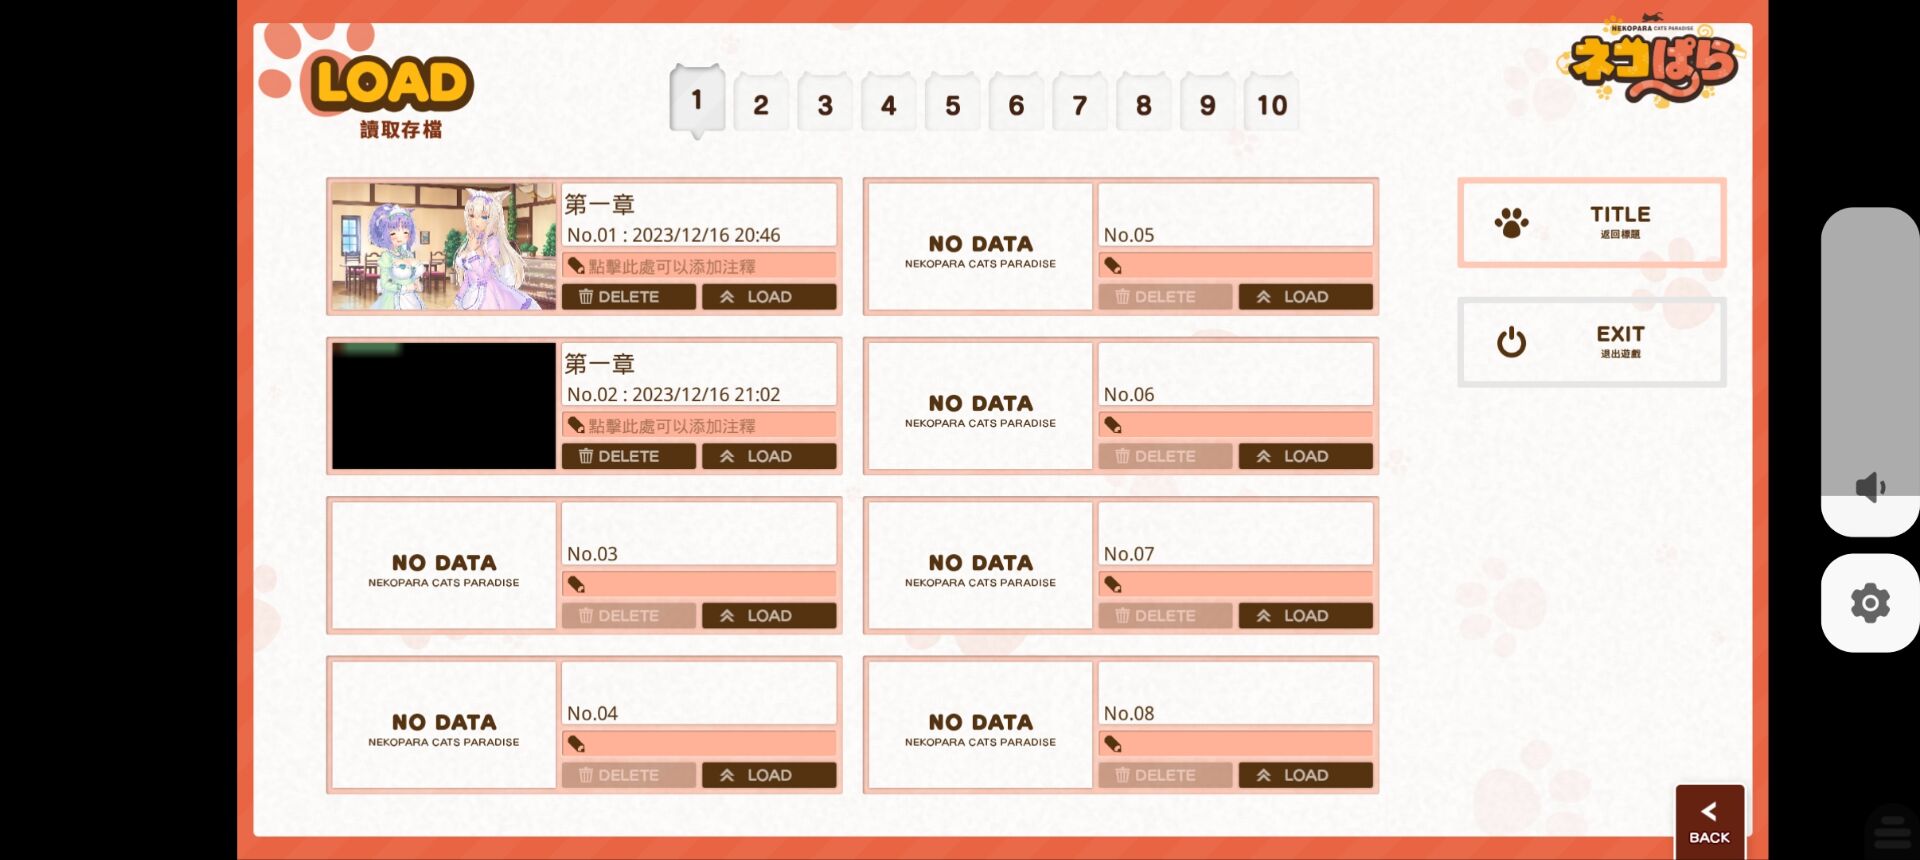 LOAD
讀取存檔
1 2 3 4 5 6 7 8 9 10
NEKOPARA CATS PARADISE
ネコぱら
第一章
No.01 : 2023/12/16 20:46
點擊此處可以添加注釋
DELETE LOAD
第一章
No.02 : 2023/12/16 21:02
點擊此處可以添加注釋
DELETE LOAD
NO DATA
NEKOPARA CATS PARADISE
No.03
DELETE LOAD
NO DATA
NEKOPARA CATS PARADISE
No.04
DELETE LOAD
NO DATA
NEKOPARA CATS PARADISE
No.05
DELETE LOAD
NO DATA
NEKOPARA CATS PARADISE
No.06
DELETE LOAD
NO DATA
NEKOPARA CATS PARADISE
No.07
DELETE LOAD
NO DATA
NEKOPARA CATS PARADISE
No.08
DELETE LOAD
TITLE
返回標題
EXIT
退出遊戲
BACK